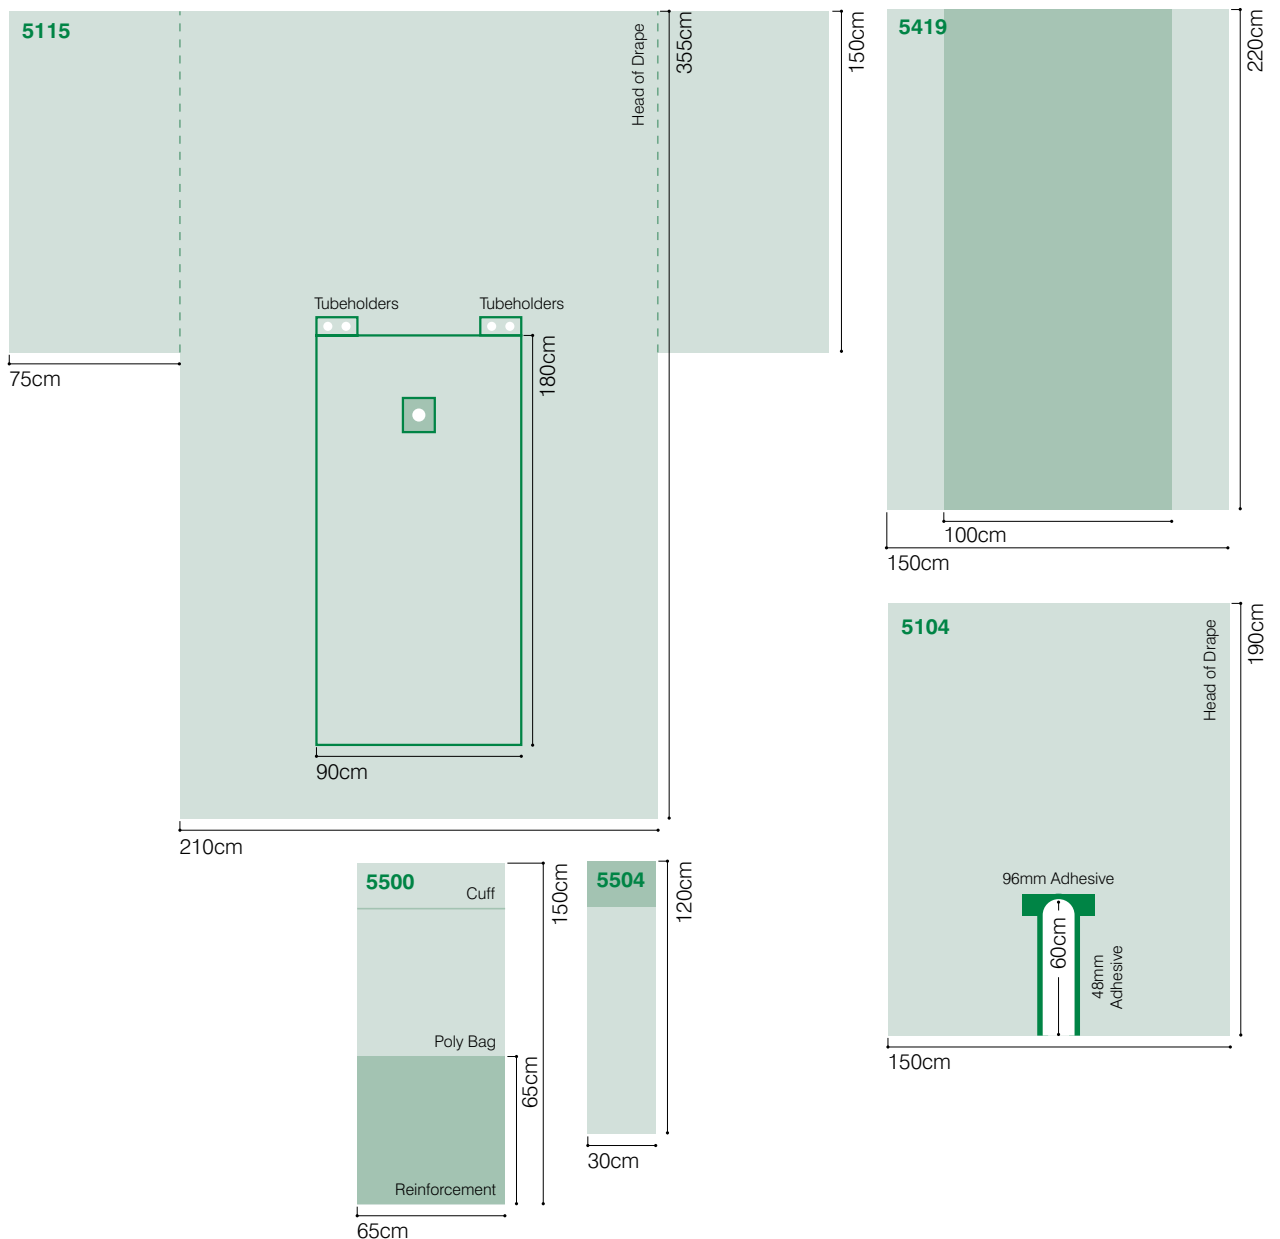 5115
Head of Drape
355cm
150cm
Tubeholders
Tubeholders
180cm
75cm
90cm
210cm
5419
220cm
100cm
150cm
5104
Head of Drape
190cm
96mm Adhesive
60cm
48mm
Adhesive
150cm
5500
Cuff
150cm
Poly Bag
65cm
Reinforcement
65cm
5504
120cm
30cm